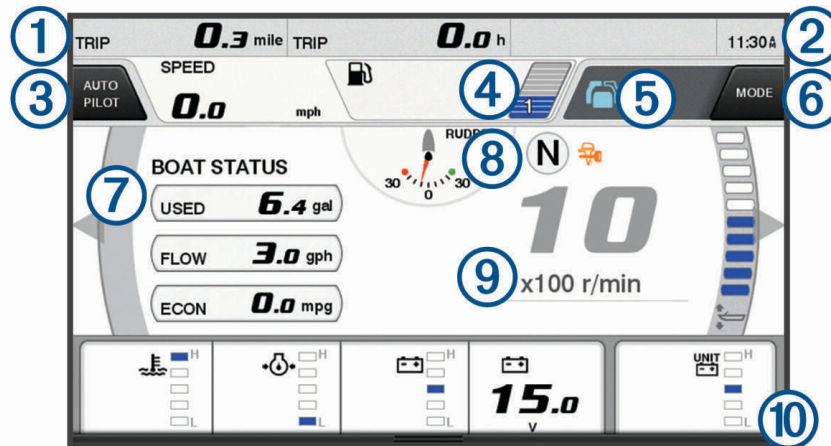 1 TRIP 0.3 mile TRIP 0.0 h 11:30A 2
3 AUTO PILOT SPEED 0.0 mph 4 1 5 MODE 6
8 N
7 BOAT STATUS
30 0 30
USED 6.4 gal
10
FLOW 3.0 gph
9 x100 r/min
ECON 0.0 mpg
H H H UNIT H
15.0
L L L V L 10